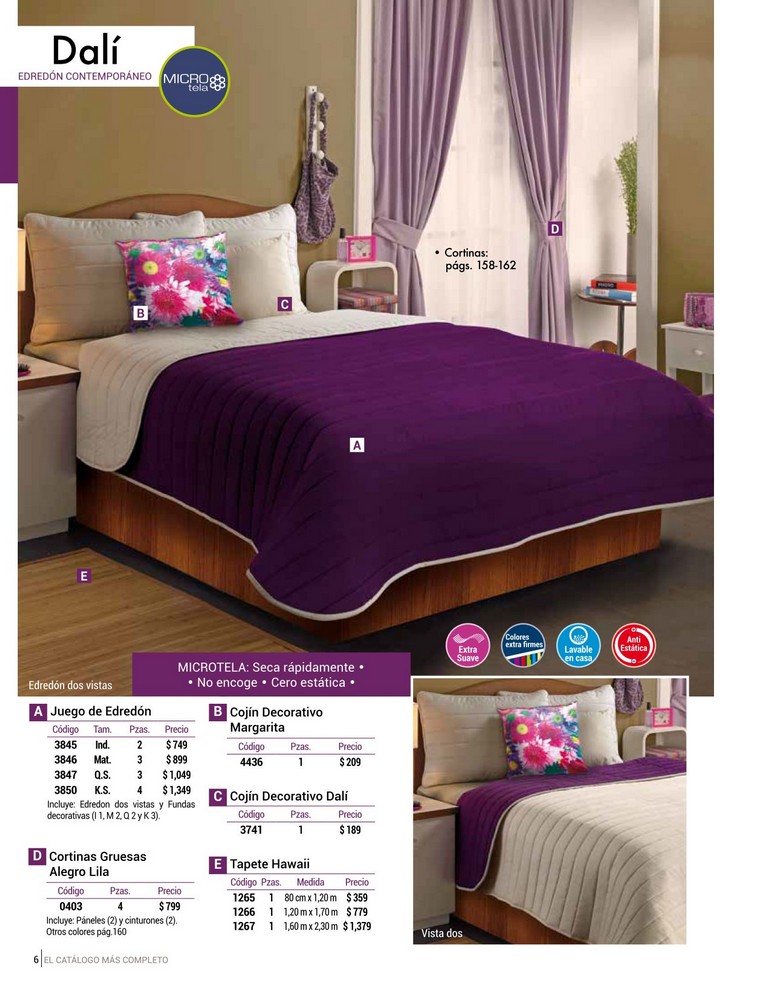 Dalí
EDREDÓN CONTEMPORÁNEO
MICRO
tela
• Cortinas:
págs. 158-162
D
B
C
A
E
Extra
Suave
Colores
extra firmes
Lavable
en casa
Anti
Estática
MICROTELA: Seca rápidamente •
• No encoge • Cero estática •
Edredón dos vistas
A Juego de Edredón
Código Tam. Pzas. Precio
3845 Ind. 2 $ 749
3846 Mat. 3 $ 899
3847 Q.S. 3 $ 1,049
3850 K.S. 4 $ 1,349
Incluye: Edredon dos vistas y Fundas
decorativas (I 1, M 2, Q 2 y K 3).
D Cortinas Gruesas
Alegro Lila
Código Pzas. Precio
0403 4 $ 799
Incluye: Páneles (2) y cinturones (2).
Otros colores pág.160
B Cojín Decorativo
Margarita
Código Pzas. Precio
4436 1 $ 209
C Cojín Decorativo Dalí
Código Pzas. Precio
3741 1 $ 189
E Tapete Hawaii
Código Pzas. Medida Precio
1265 1 80 cm x 1,20 m $ 359
1266 1 1,20 m x 1,70 m $ 779
1267 1 1,60 m x 2,30 m $ 1,379
Vista dos
6 EL CATÁLOGO MÁS COMPLETO